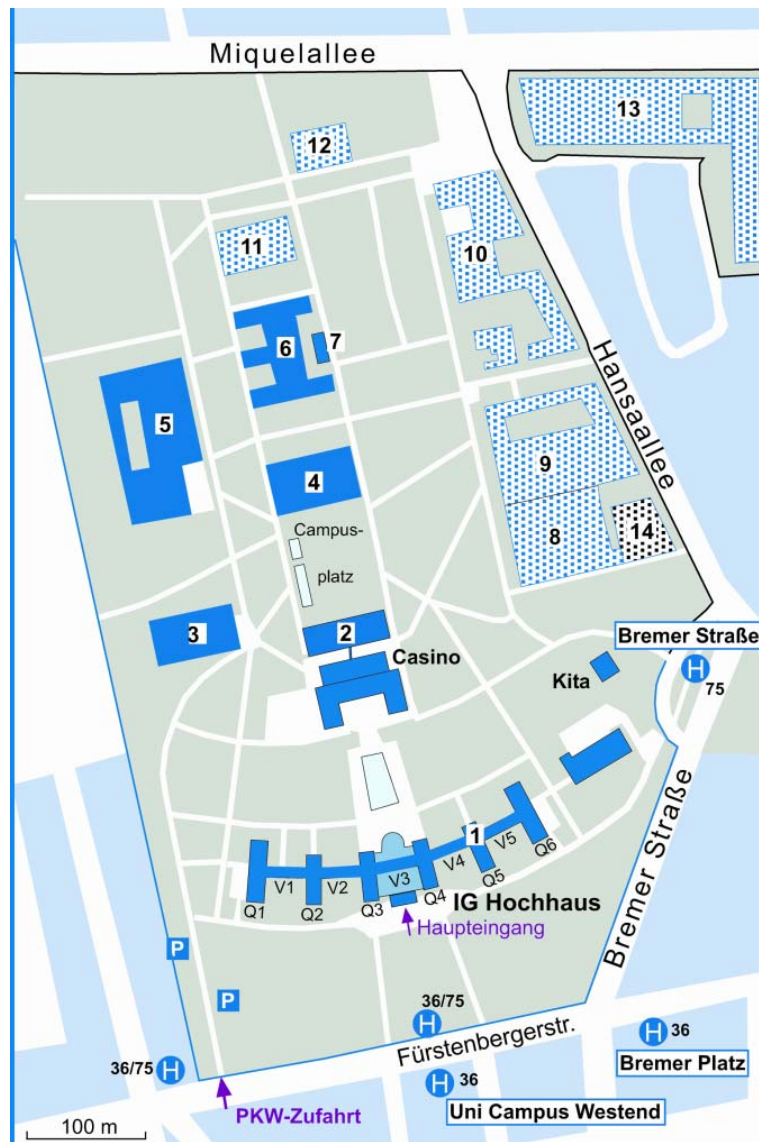 Miquelallee
13
12
11
10
Hansaallee
7
6
5
9
4
8
14
Campus-
platz
3
2
Casino
Bremer Straße
H
75
Kita
Bremer Straße
1
V1
V2
V3
V4
V5
Q1
Q2
Q3
Q4
Q5
Q6
IG Hochhaus
Haupteingang
P
P
36/75
H
Fürstenbergerstr.
H
36
Bremer Platz
36/75
H
H
36
Uni Campus Westend
PKW-Zufahrt
100 m